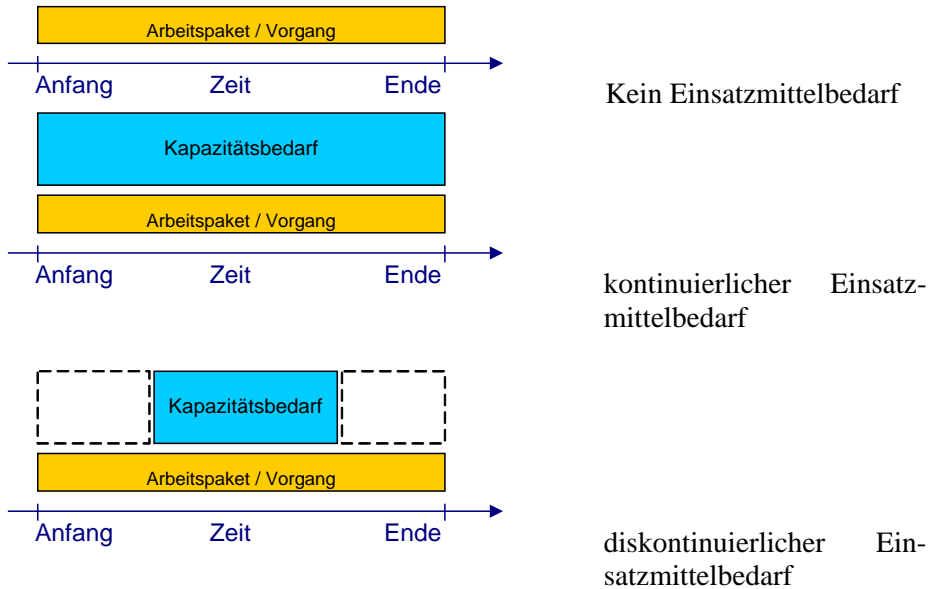 Arbeitspaket / Vorgang
Anfang Zeit Ende
Kein Einsatzmittelbedarf
Kapazitätsbedarf
Arbeitspaket / Vorgang
Anfang Zeit Ende
kontinuierlicher Einsatz-
mittelbedarf
Kapazitätsbedarf
Arbeitspaket / Vorgang
Anfang Zeit Ende
diskontinuierlicher Ein-
satzmittelbedarf